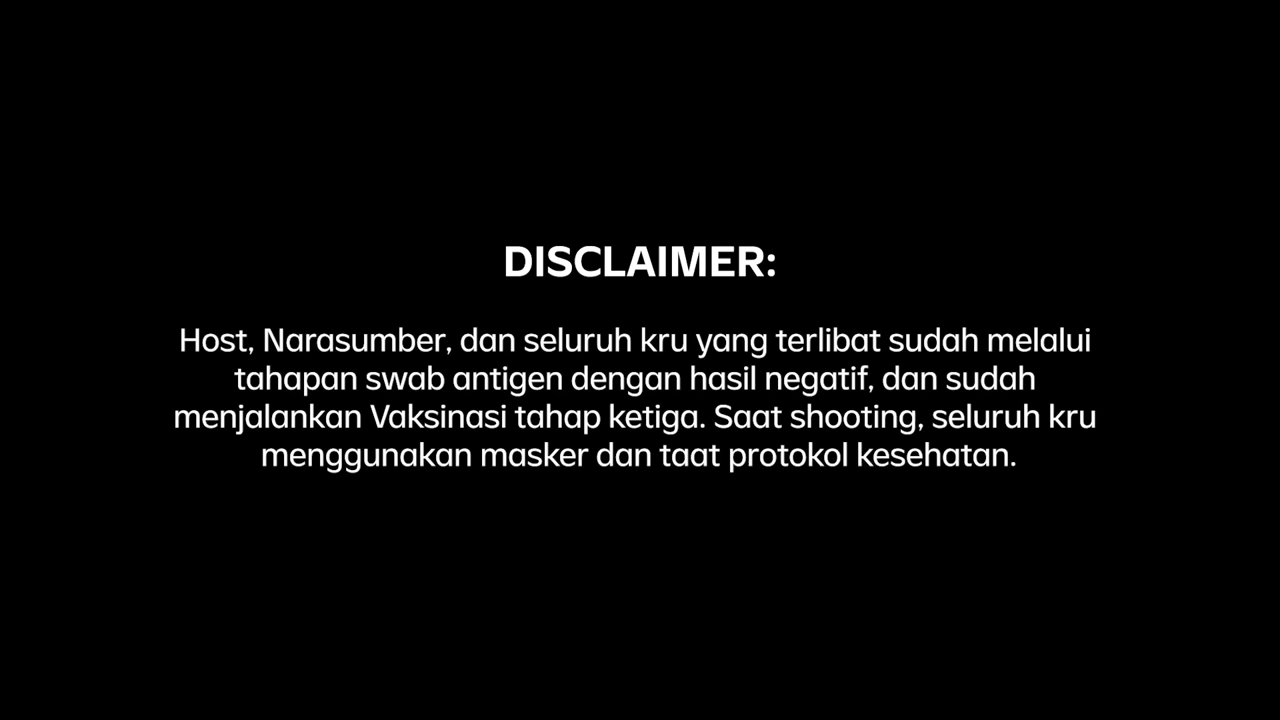 DISCLAIMER:
Host, Narasumber, dan seluruh kru yang terlibat sudah melalui
tahapan swab antigen dengan hasil negatif, dan sudah
menjalankan Vaksinasi tahap ketiga. Saat shooting, seluruh kru
menggunakan masker dan taat protokol kesehatan.